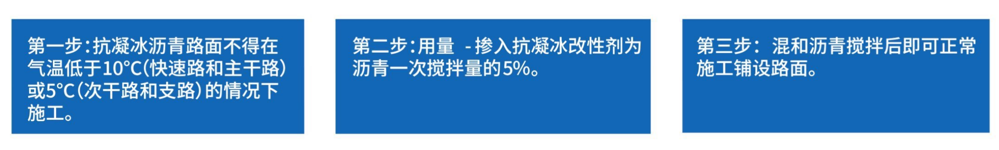 第一步：抗凝冰沥青路面不得在
气温低于10℃（快速路和主干路）
或5℃（次干路和支路）的情况下
施工。
第二步：用量 -掺入抗凝冰改性剂为
沥青一次搅拌量的5%。
第三步：混和沥青搅拌后即可正常
施工铺设路面。